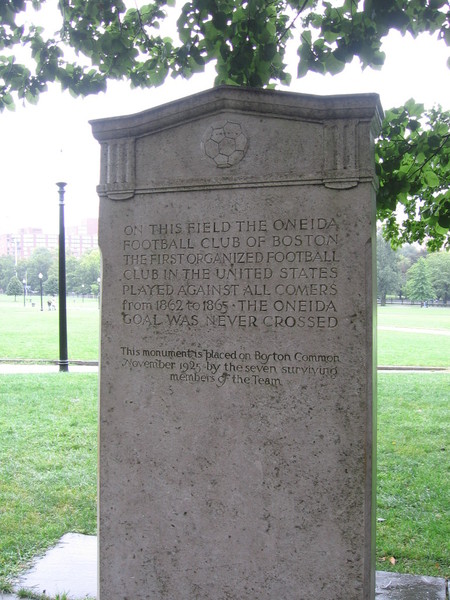 ON THIS FIELD THE ONEIDA
FOOTBALL CLUB OF BOSTON
THE FIRST ORGANIZED FOOTBALL
CLUB IN THE UNITED STATES
PLAYED AGAINST ALL COMERS
from 1862 to 1865 · THE ONEIDA
GOAL WAS NEVER CROSSED
This monument is placed on Boston Common
November 1925 by the seven surviving
members of the Team